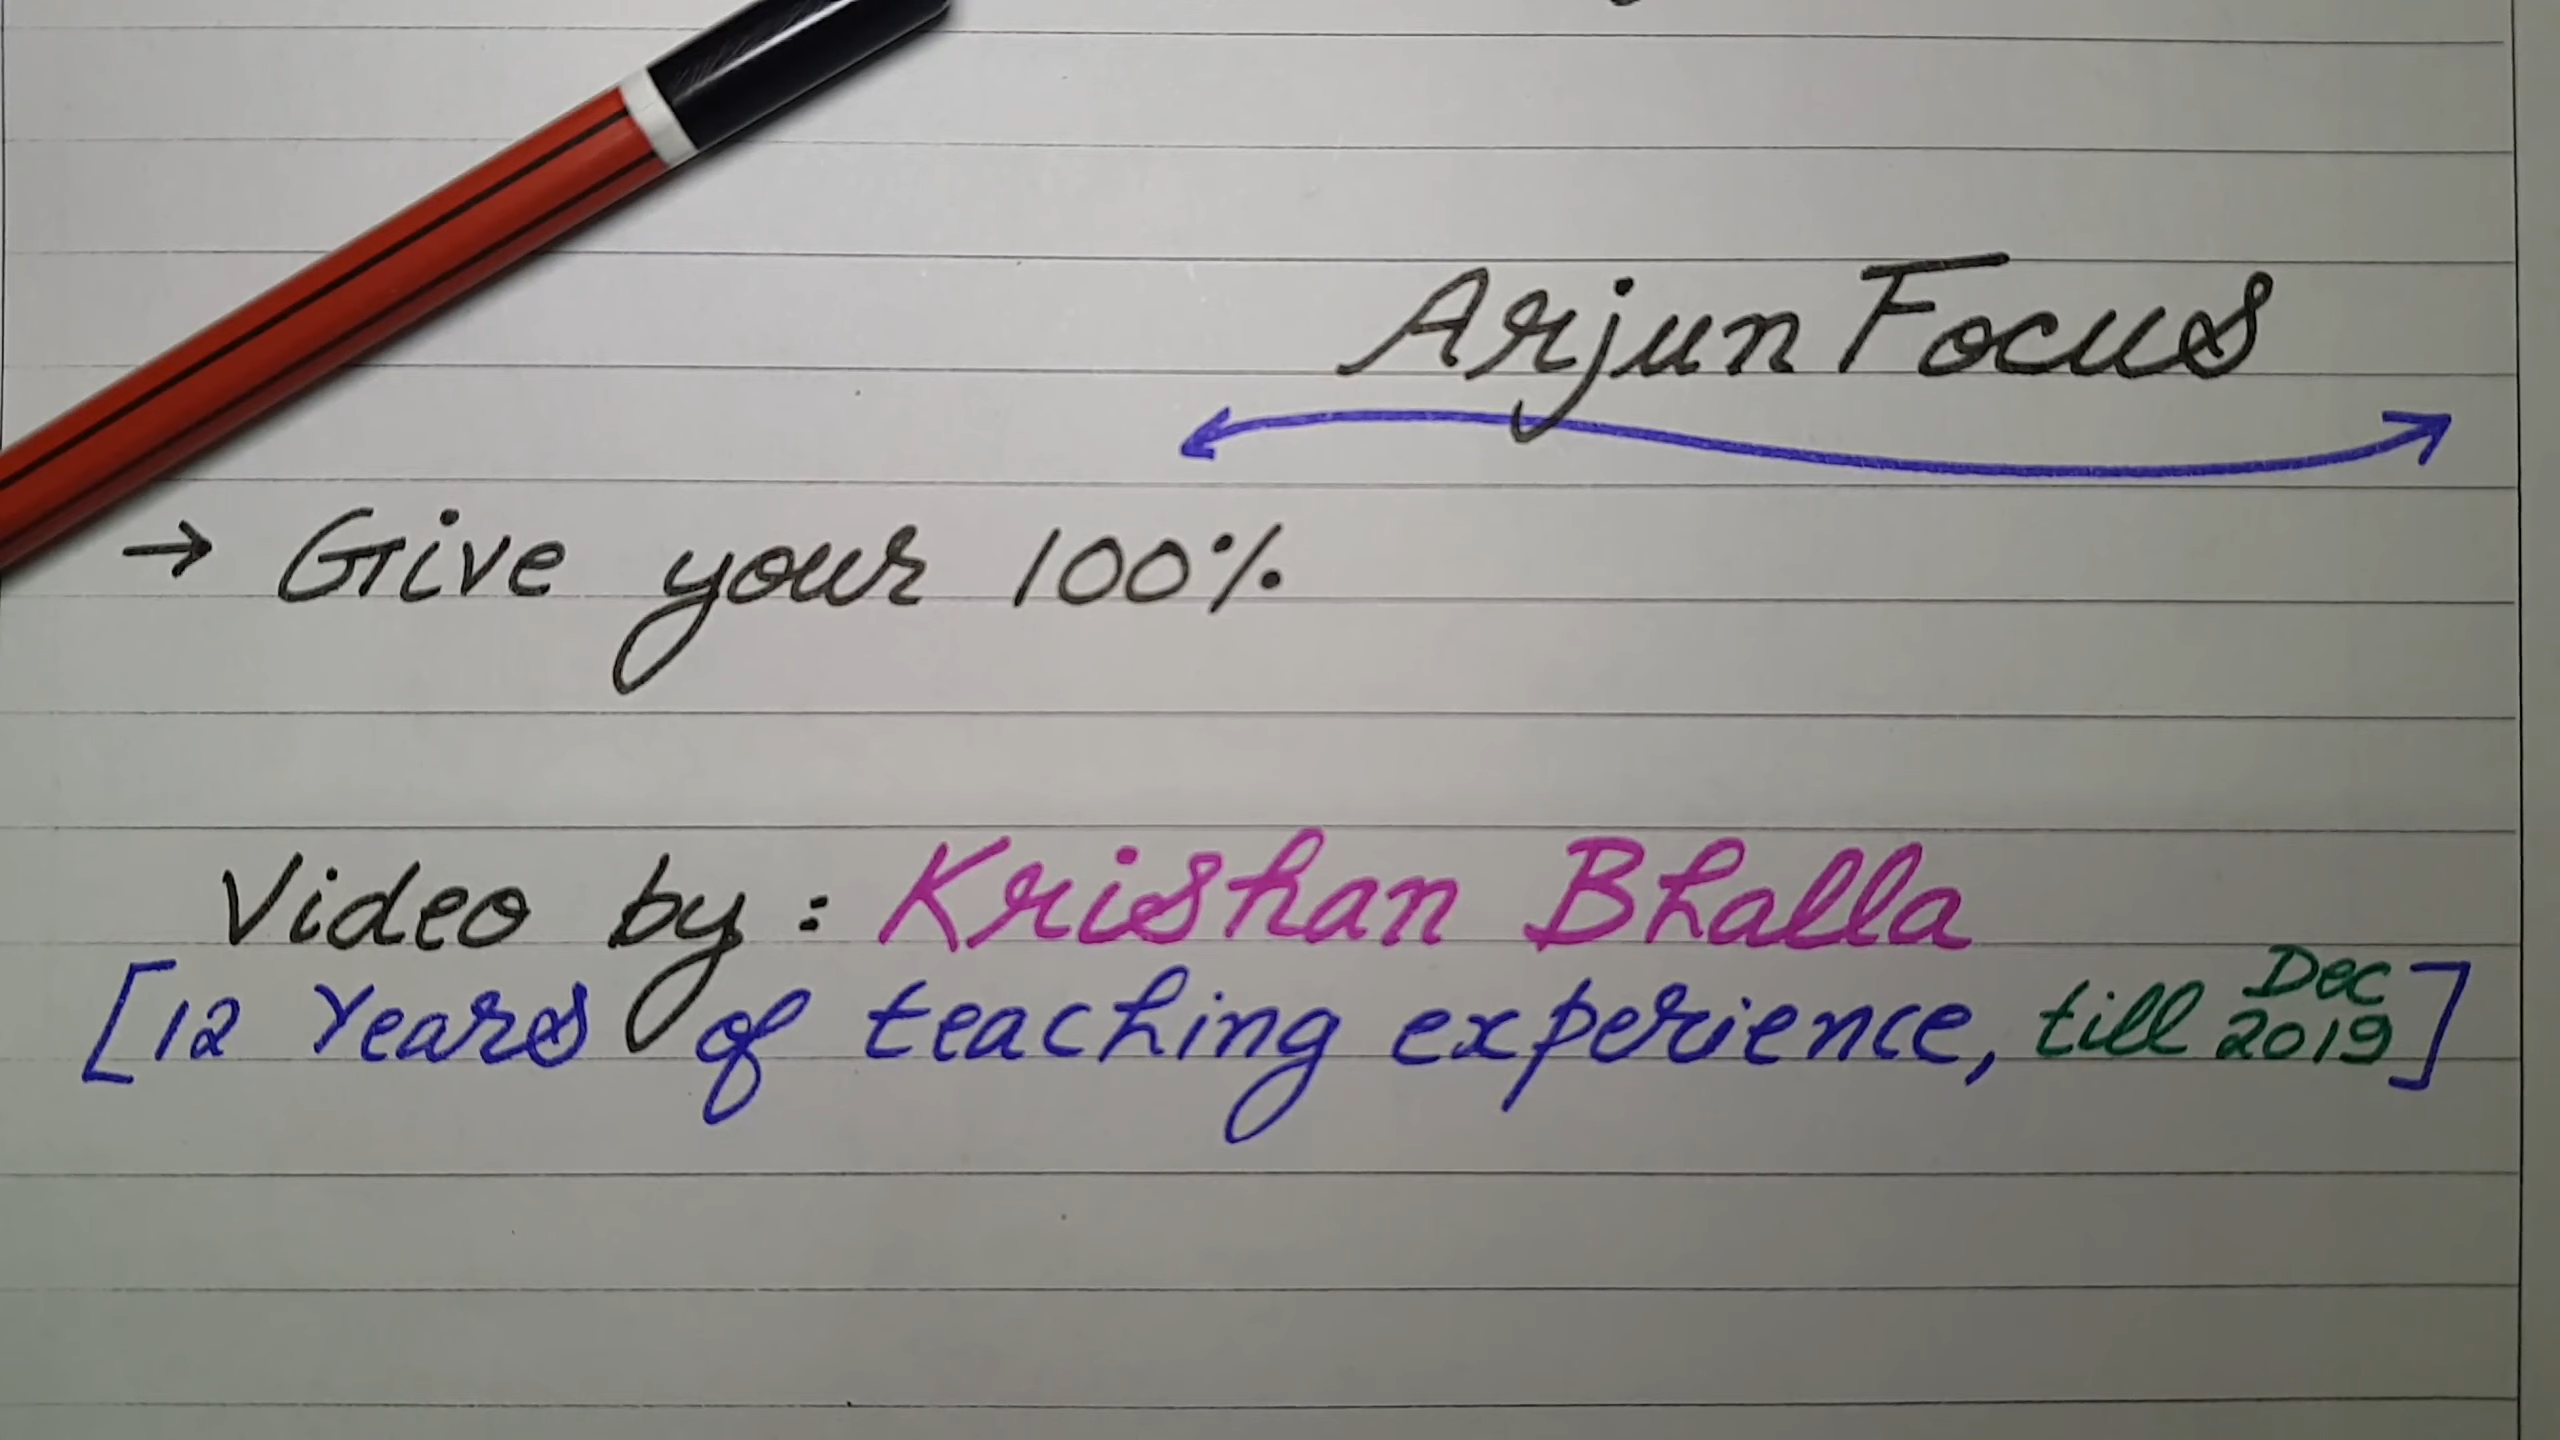 Arjun Focus
→ Give your 100%
Video by : Krishan Bhalla
[12 Years of teaching experience, till Dec 2019]